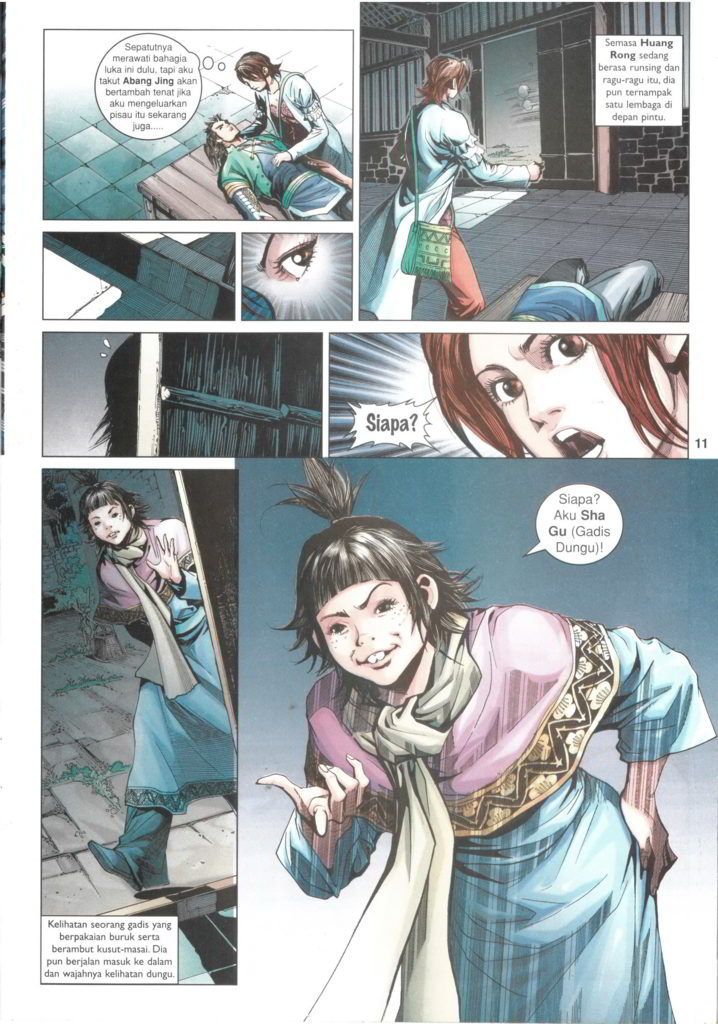 Sepatutnya
merawati bahagia
luka ini dulu, tapi aku
takut Abang Jing akan
bertambah tenat jika
aku mengeluarkan
pisau itu sekarang
juga.....
Semasa Huang
Rong sedang
berasa runsing dan
ragu-ragu itu, dia
pun ternampak
satu lembaga di
depan pintu.
Siapa?
11
Siapa?
Aku Sha
Gu (Gadis
Dungu)!
Kelihatan seorang gadis yang
berpakaian buruk serta
berambut kusut-masai. Dia
pun berjalan masuk ke dalam
dan wajahnya kelihatan dungu.